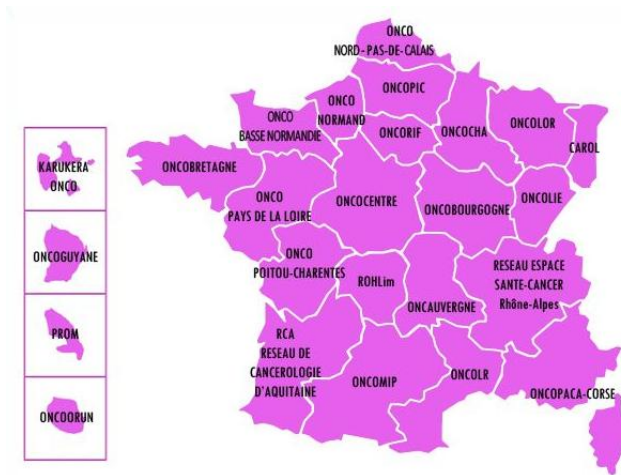 ONCO
NORD-PAS-DE-CALAIS
ONCOPIC
ONCO
NORMAND
ONCO
BASSE NORMANDIE
ONCORIF
ONCOCHA
ONCOLOR
CAROL
ONCOBRETAGNE
ONCO
PAYS DE LA LOIRE
ONCOCENTRE
ONCOBOURGOGNE
ONCOLIE
ONCO
POITOU-CHARENTES
ROHLim
ONCAUVERGNE
RESEAU ESPACE
SANTE-CANCER
Rhône-Alpes
RCA
RESEAU DE
CANCEROLOGIE
D'AQUITAINE
ONCOMIP
ONCOLR
ONCOPACA-CORSE
KARUKERA
ONCO
ONCOGUYANE
PROM
ONCOORUN